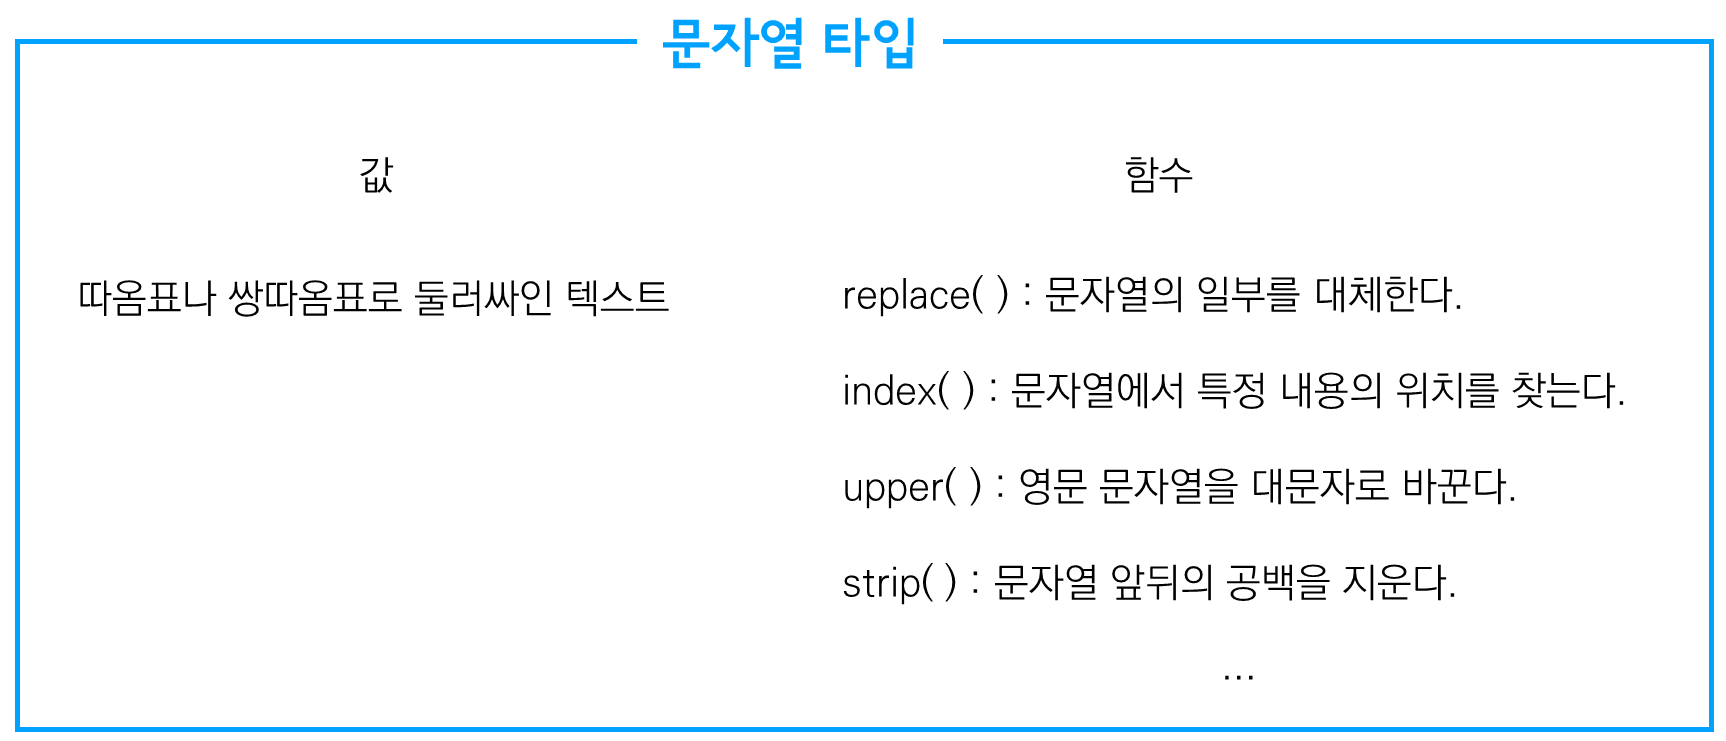 문자열 타입
값
따옴표나 쌍따옴표로 둘러싸인 텍스트
함수
replace( ) : 문자열의 일부를 대체한다.
index( ) : 문자열에서 특정 내용의 위치를 찾는다.
upper( ) : 영문 문자열을 대문자로 바꾼다.
strip( ) : 문자열 앞뒤의 공백을 지운다.
...